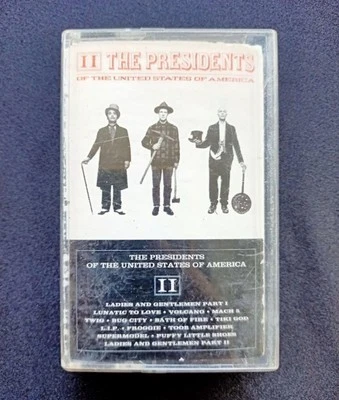 II THE PRESIDENTS
OF THE UNITED STATES OF AMERICA
THE PRESIDENTS
OF THE UNITED STATES OF AMERICA
II
LADIES AND GENTLEMEN PART I
LUNATIC TO LOVE • VOLCANO • MACH 5
TWIG • BUG CITY • BATH OF FIRE • TIKI GOD
L.I.P. • FROGGIE • TOOB AMPLIFIER
SUPERMODEL • PUFFY LITTLE SHOES
LADIES AND GENTLEMEN PART II